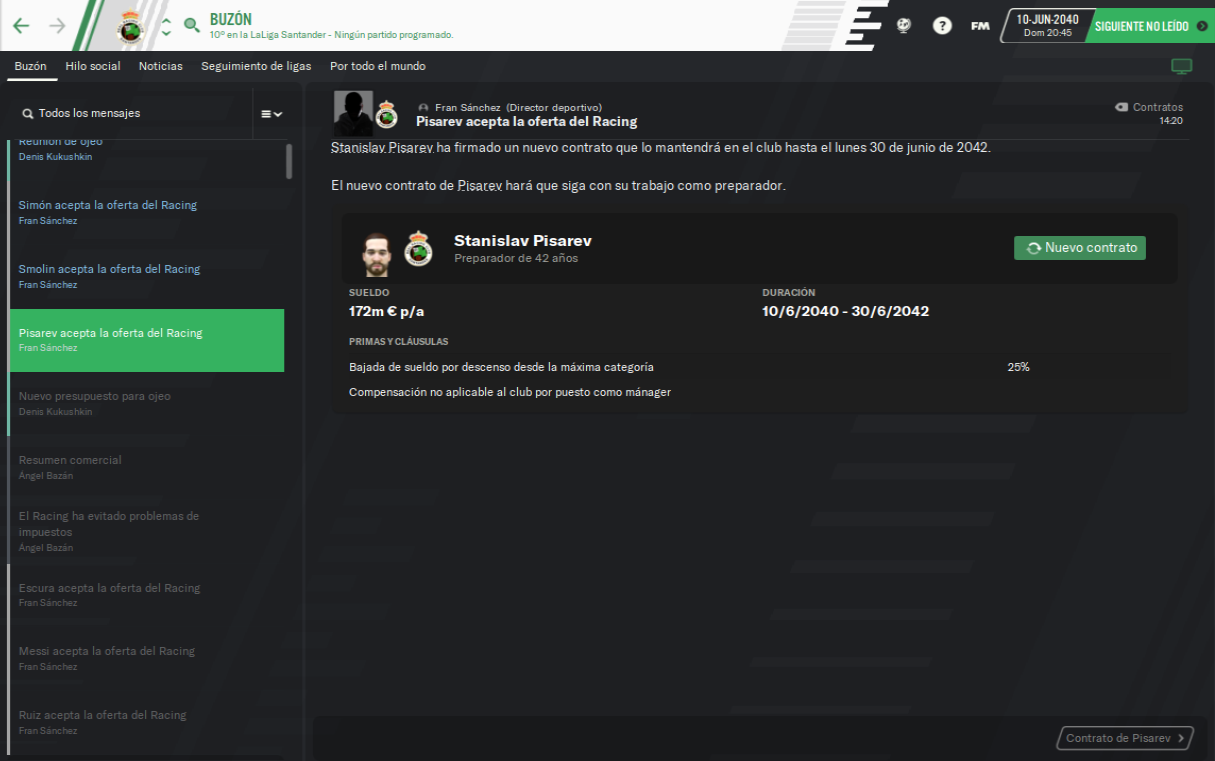 BUZÓN
10º en la LaLiga Santander - Ningún partido programado.
?
FM
10-JUN-2040
Dom 20:45
SIGUIENTE NO LEÍDO
Buzón
Hilo social
Noticias
Seguimiento de ligas
Por todo el mundo
Todos los mensajes
Reunión de ojeo
Denis Kukushkin
Simón acepta la oferta del Racing
Fran Sánchez
Smolin acepta la oferta del Racing
Fran Sánchez
Pisarev acepta la oferta del Racing
Fran Sánchez
Nuevo presupuesto para ojeo
Denis Kukushkin
Resumen comercial
Ángel Bazán
El Racing ha evitado problemas de
impuestos
Ángel Bazán
Escura acepta la oferta del Racing
Fran Sánchez
Messi acepta la oferta del Racing
Fran Sánchez
Ruiz acepta la oferta del Racing
Fran Sánchez
Fran Sánchez (Director deportivo)
Pisarev acepta la oferta del Racing
Contratos
14:20
Stanislav Pisarev ha firmado un nuevo contrato que lo mantendrá en el club hasta el lunes 30 de junio de 2042.
El nuevo contrato de Pisarev hará que siga con su trabajo como preparador.
Stanislav Pisarev
Preparador de 42 años
Nuevo contrato
SUELDO
172m € p/a
DURACIÓN
10/6/2040 - 30/6/2042
PRIMAS Y CLÁUSULAS
Bajada de sueldo por descenso desde la máxima categoría 25%
Compensación no aplicable al club por puesto como mánager
Contrato de Pisarev